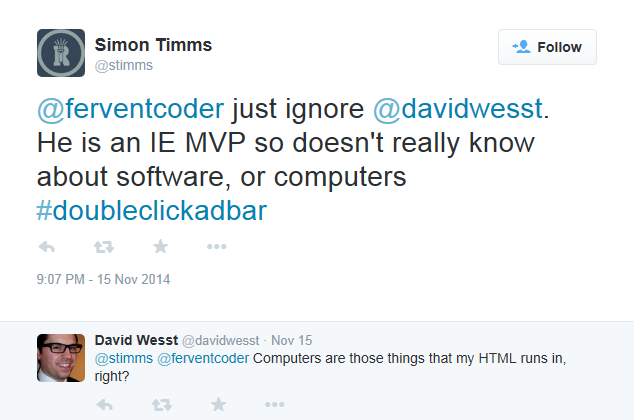 Simon Timms
@stimms
Follow
@ferventcoder just ignore @davidwesst.
He is an IE MVP so doesn't really know
about software, or computers
#doubleclickadbar
9:07 PM - 15 Nov 2014
David Wesst @davidwesst · Nov 15
@stimms @ferventcoder Computers are those things that my HTML runs in,
right?